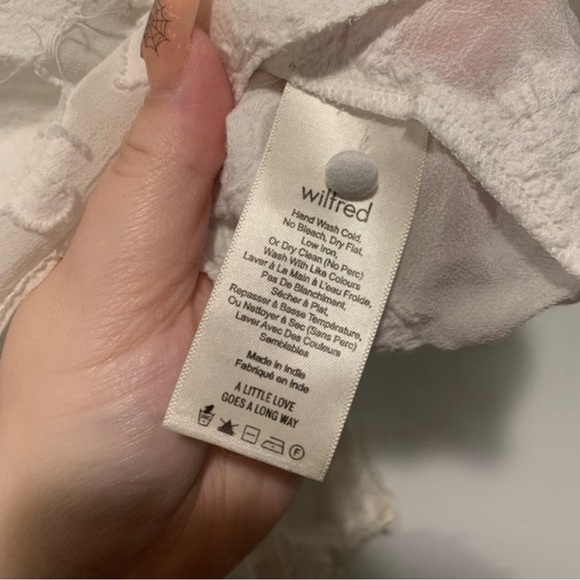 wilfred
Hand Wash Cold,
No Bleach, Dry Flat,
Low Iron,
Or Dry Clean (No Perc)
Wash With Like Colours
Laver à La Main à L'eau Froide,
Pas De Blanchiment,
Sécher à Plat,
Repasser à Basse Température,
Ou Nettoyer à Sec (Sans Perc)
Laver Avec Des Couleurs
Semblables
Made in India
Fabriqué en Inde
A LITTLE LOVE
GOES A LONG WAY
F